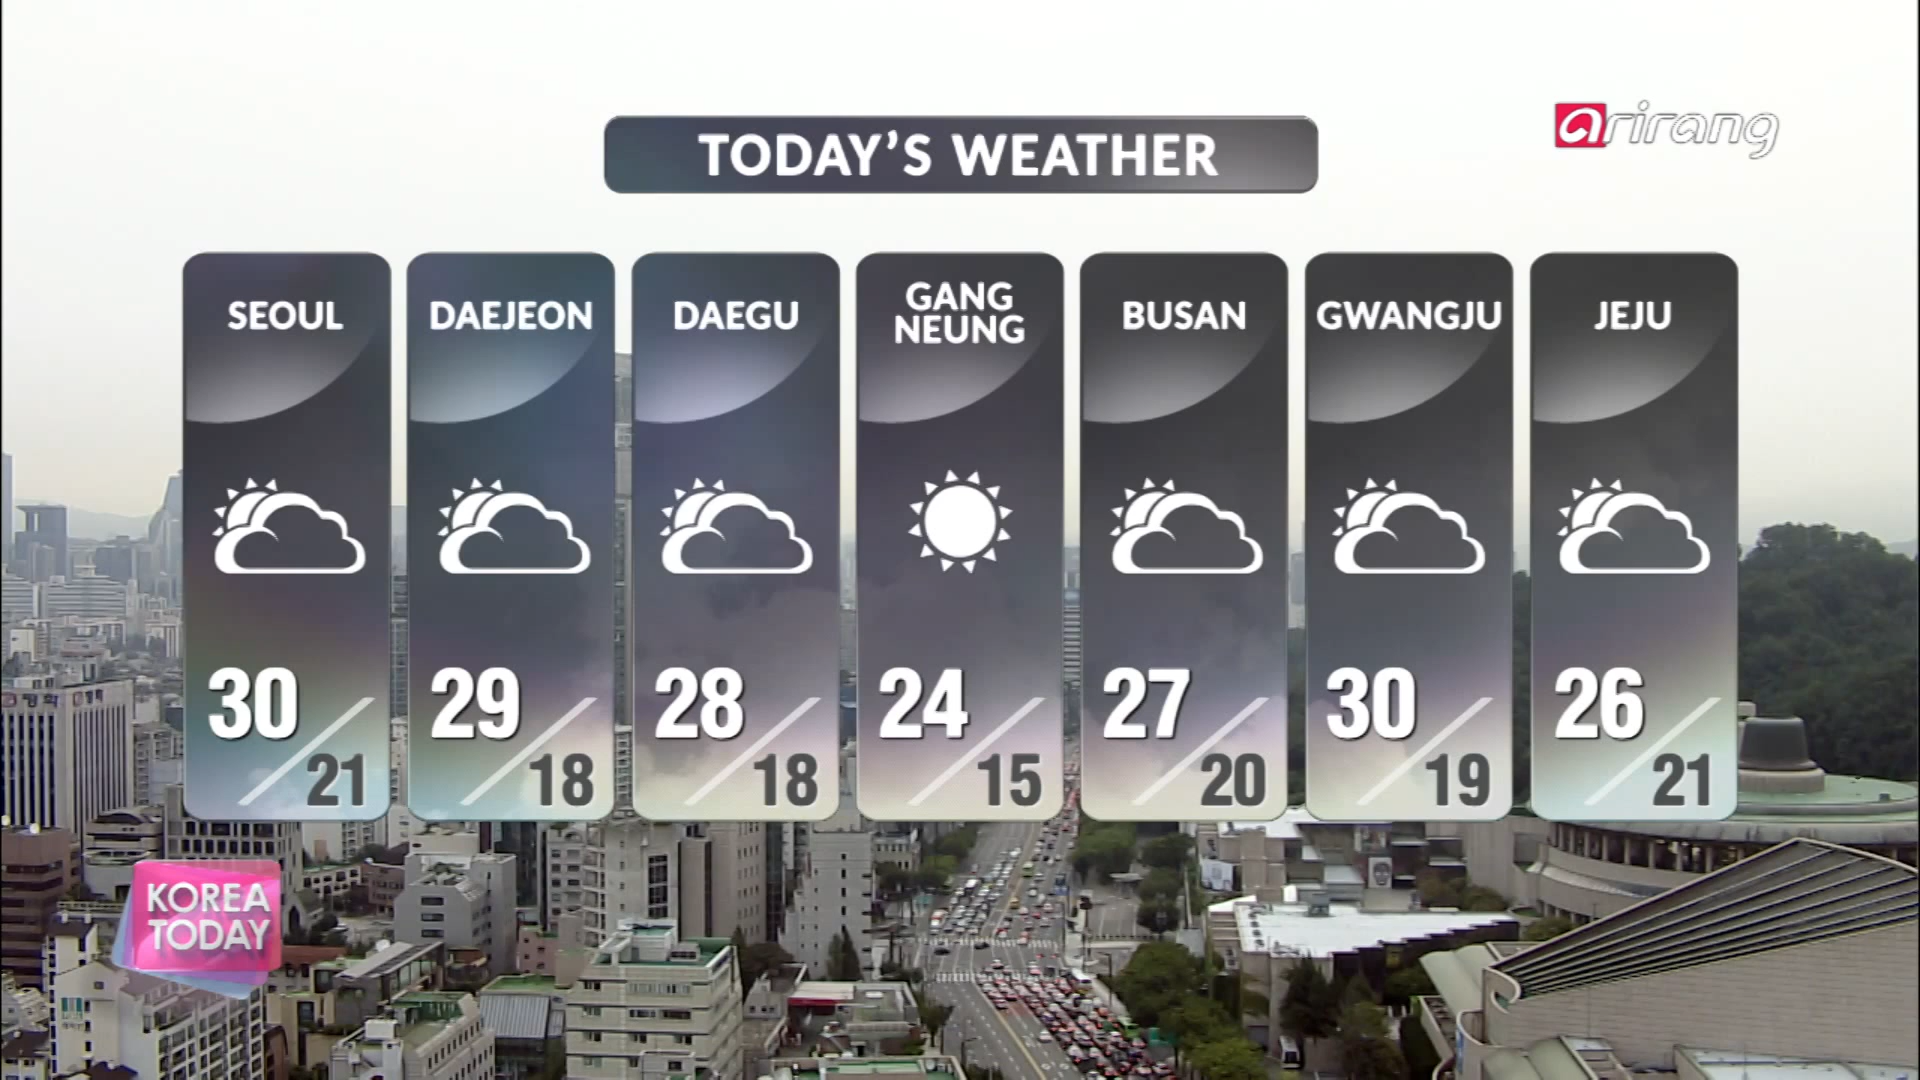 TODAY'S WEATHER
arirang
SEOUL
30
21
DAEJEON
29
18
DAEGU
28
18
GANG
NEUNG
24
15
BUSAN
27
20
GWANGJU
30
19
JEJU
26
21
KOREA
TODAY